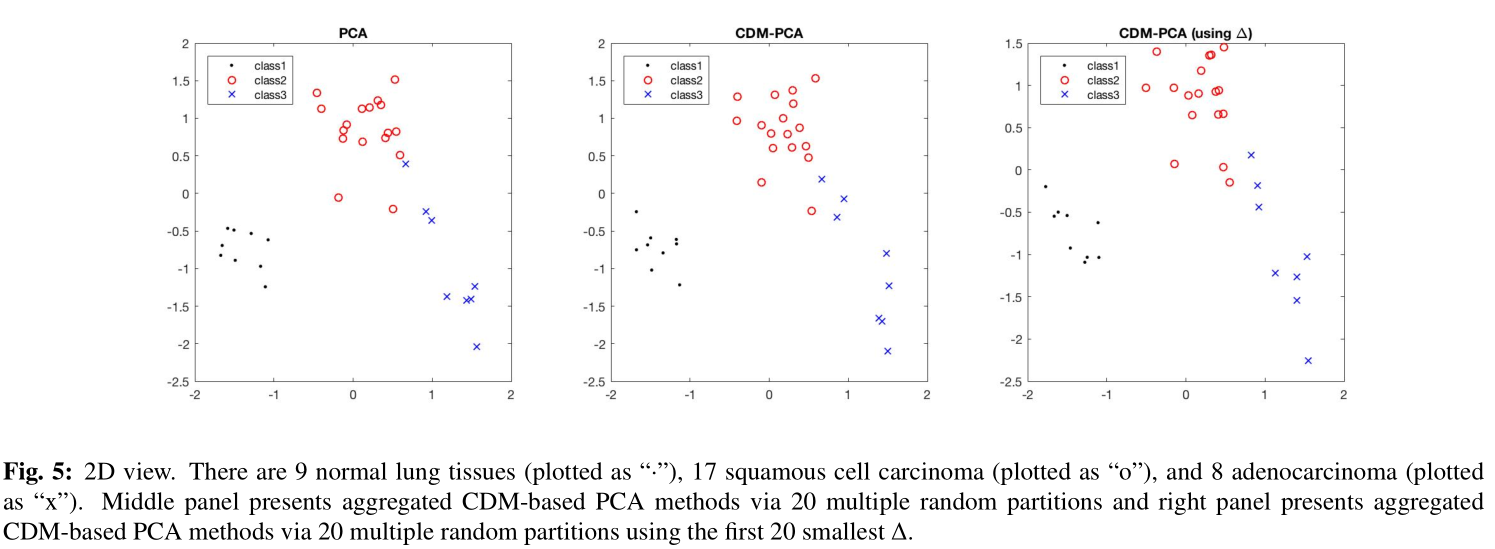 PCA
2
1.5
1
0.5
0
-0.5
-1
-1.5
-2
-2.5
-2 -1 0 1 2
class1
class2
class3
CDM-PCA
2
1.5
1
0.5
0
-0.5
-1
-1.5
-2
-2.5
-2 -1 0 1 2
class1
class2
class3
CDM-PCA (using Δ)
1.5
1
0.5
0
-0.5
-1
-1.5
-2
-2.5
-2 -1 0 1 2
class1
class2
class3
Fig. 5: 2D view. There are 9 normal lung tissues (plotted as “·”), 17 squamous cell carcinoma (plotted as “o”), and 8 adenocarcinoma (plotted
as “x”). Middle panel presents aggregated CDM-based PCA methods via 20 multiple random partitions and right panel presents aggregated
CDM-based PCA methods via 20 multiple random partitions using the first 20 smallest Δ.